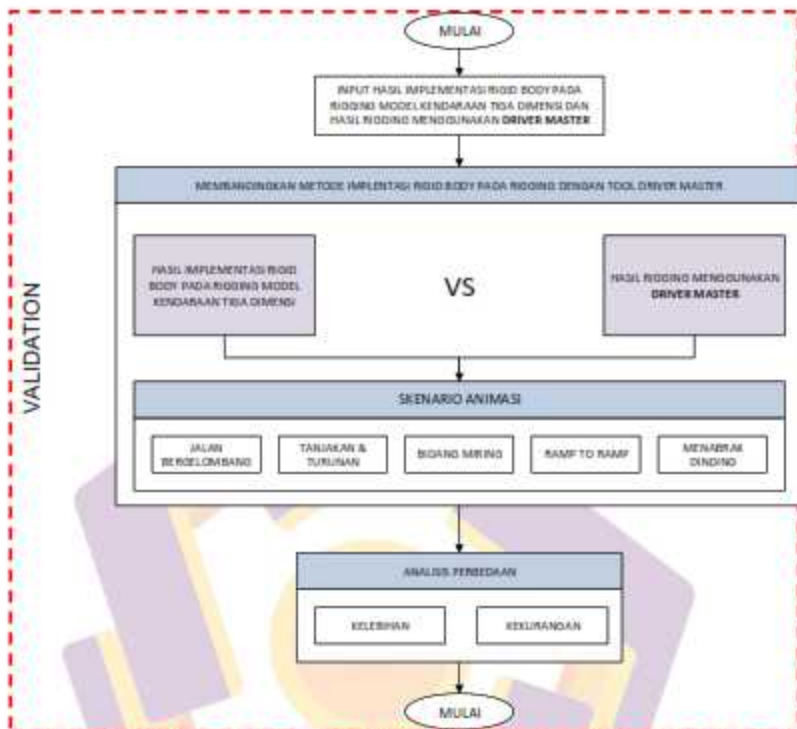 MULAI
INPUT HASIL IMPLEMENTASI RIGID BODY PADA
RIGGING MODEL KENDARAAN TIGA DIMENSI DAN
HASIL RIGGING MENGGUNAKAN DRIVER MASTER
MEMBANDINGKAN METODE IMPLENTASI RIGID BODY PADA RIGGING DENGAN TOOL DRIVER MASTER
HASIL IMPLEMENTASI RIGID
BODY PADA RIGGING MODEL
KENDARAAN TIGA DIMENSI
VS
HASIL RIGGING MENGGUNAKAN
DRIVER MASTER
SKENARIO ANIMASI
JALAN
BERGELOMBANG
TANJAKAN &
TURUNAN
BIDANG MIRING
RAMP TO RAMP
MENABRAK
DINDING
ANALISIS PERBEDAAN
KELEBIHAN
KEKURANGAN
MULAI
VALIDATION